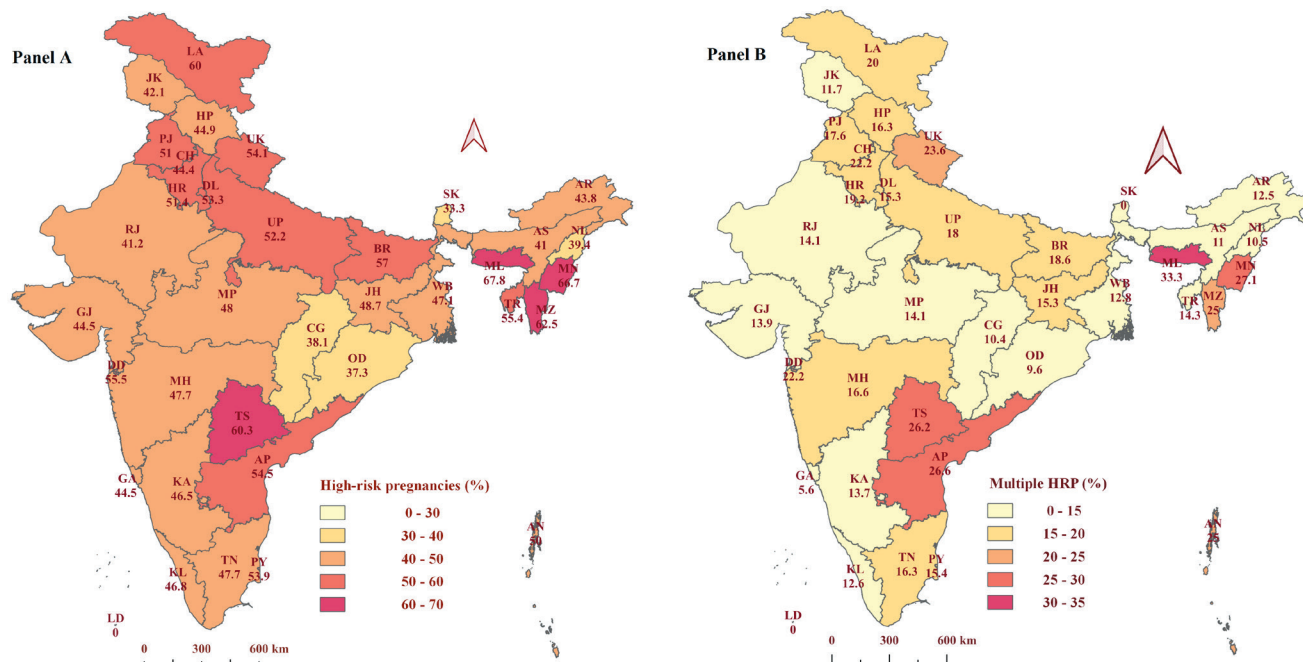 Panel A
LA
60
JK
42.1
HP
44.9
PJ
51
CH
44.4
UK
54.1
HR
51.4
DL
53.3
RJ
41.2
UP
52.2
BR
57
SK
33.3
AR
43.8
AS
41
NL
39.4
ML
67.8
MN
66.7
TR
55.4
MZ
62.5
GJ
44.5
MP
48
JH
48.7
WB
47.1
CG
38.1
OD
37.3
DD
55.5
MH
47.7
TS
60.3
AP
54.5
GA
44.5
KA
46.5
KL
46.8
TN
47.7
PY
53.9
AN
50
LD
0
High-risk pregnancies (%)
0 - 30
30 - 40
40 - 50
50 - 60
60 - 70
0 300 600 km
Panel B
LA
20
JK
11.7
HP
16.3
PJ
17.6
CH
22.2
UK
23.6
HR
19.2
DL
15.3
RJ
14.1
UP
18
BR
18.6
SK
0
AR
12.5
AS
11
NL
10.5
ML
33.3
MN
27.1
TR
14.3
MZ
25
GJ
13.9
MP
14.1
JH
15.3
WB
12.8
CG
10.4
OD
9.6
DD
22.2
MH
16.6
TS
26.2
AP
26.6
GA
5.6
KA
13.7
KL
12.6
TN
16.3
PY
15.4
AN
25
LD
0
Multiple HRP (%)
0 - 15
15 - 20
20 - 25
25 - 30
30 - 35
0 300 600 km